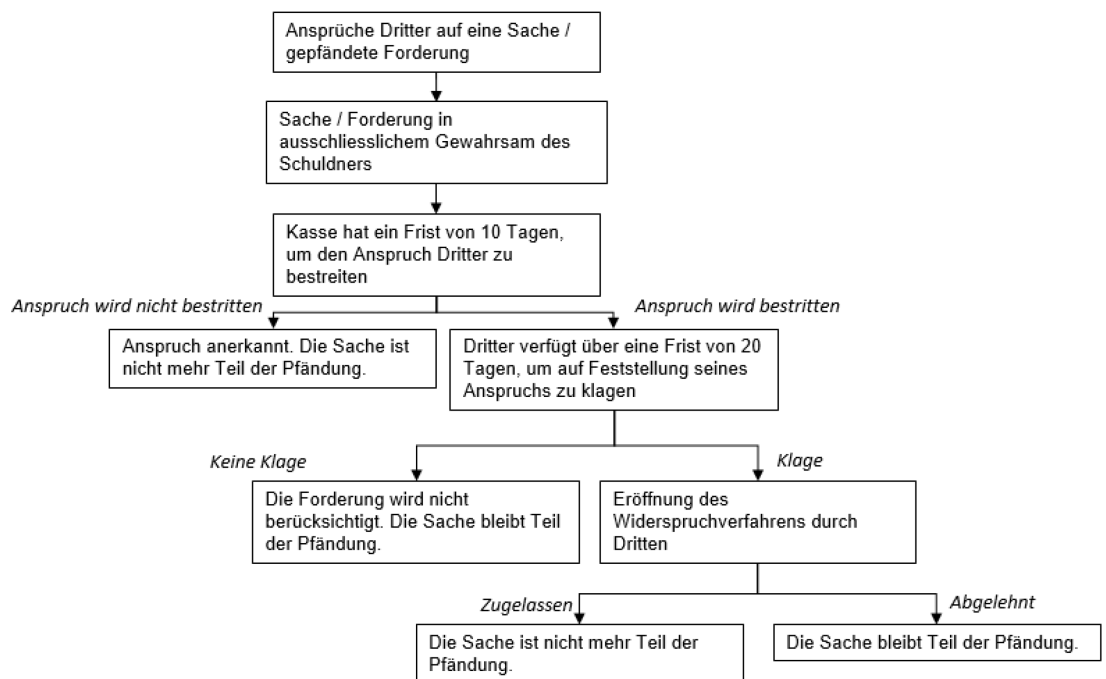 Ansprüche Dritter auf eine Sache /
gepfändete Forderung
Sache / Forderung in
ausschliesslichem Gewahrsam des
Schuldners
Kasse hat ein Frist von 10 Tagen,
um den Anspruch Dritter zu
bestreiten
Anspruch wird nicht bestritten
Anspruch wird bestritten
Anspruch anerkannt. Die Sache ist
nicht mehr Teil der Pfändung.
Dritter verfügt über eine Frist von 20
Tagen, um auf Feststellung seines
Anspruchs zu klagen
Keine Klage
Klage
Die Forderung wird nicht
berücksichtigt. Die Sache bleibt Teil
der Pfändung.
Eröffnung des
Widerspruchverfahrens durch
Dritten
Zugelassen
Abgelehnt
Die Sache ist nicht mehr Teil der
Pfändung.
Die Sache bleibt Teil der Pfändung.